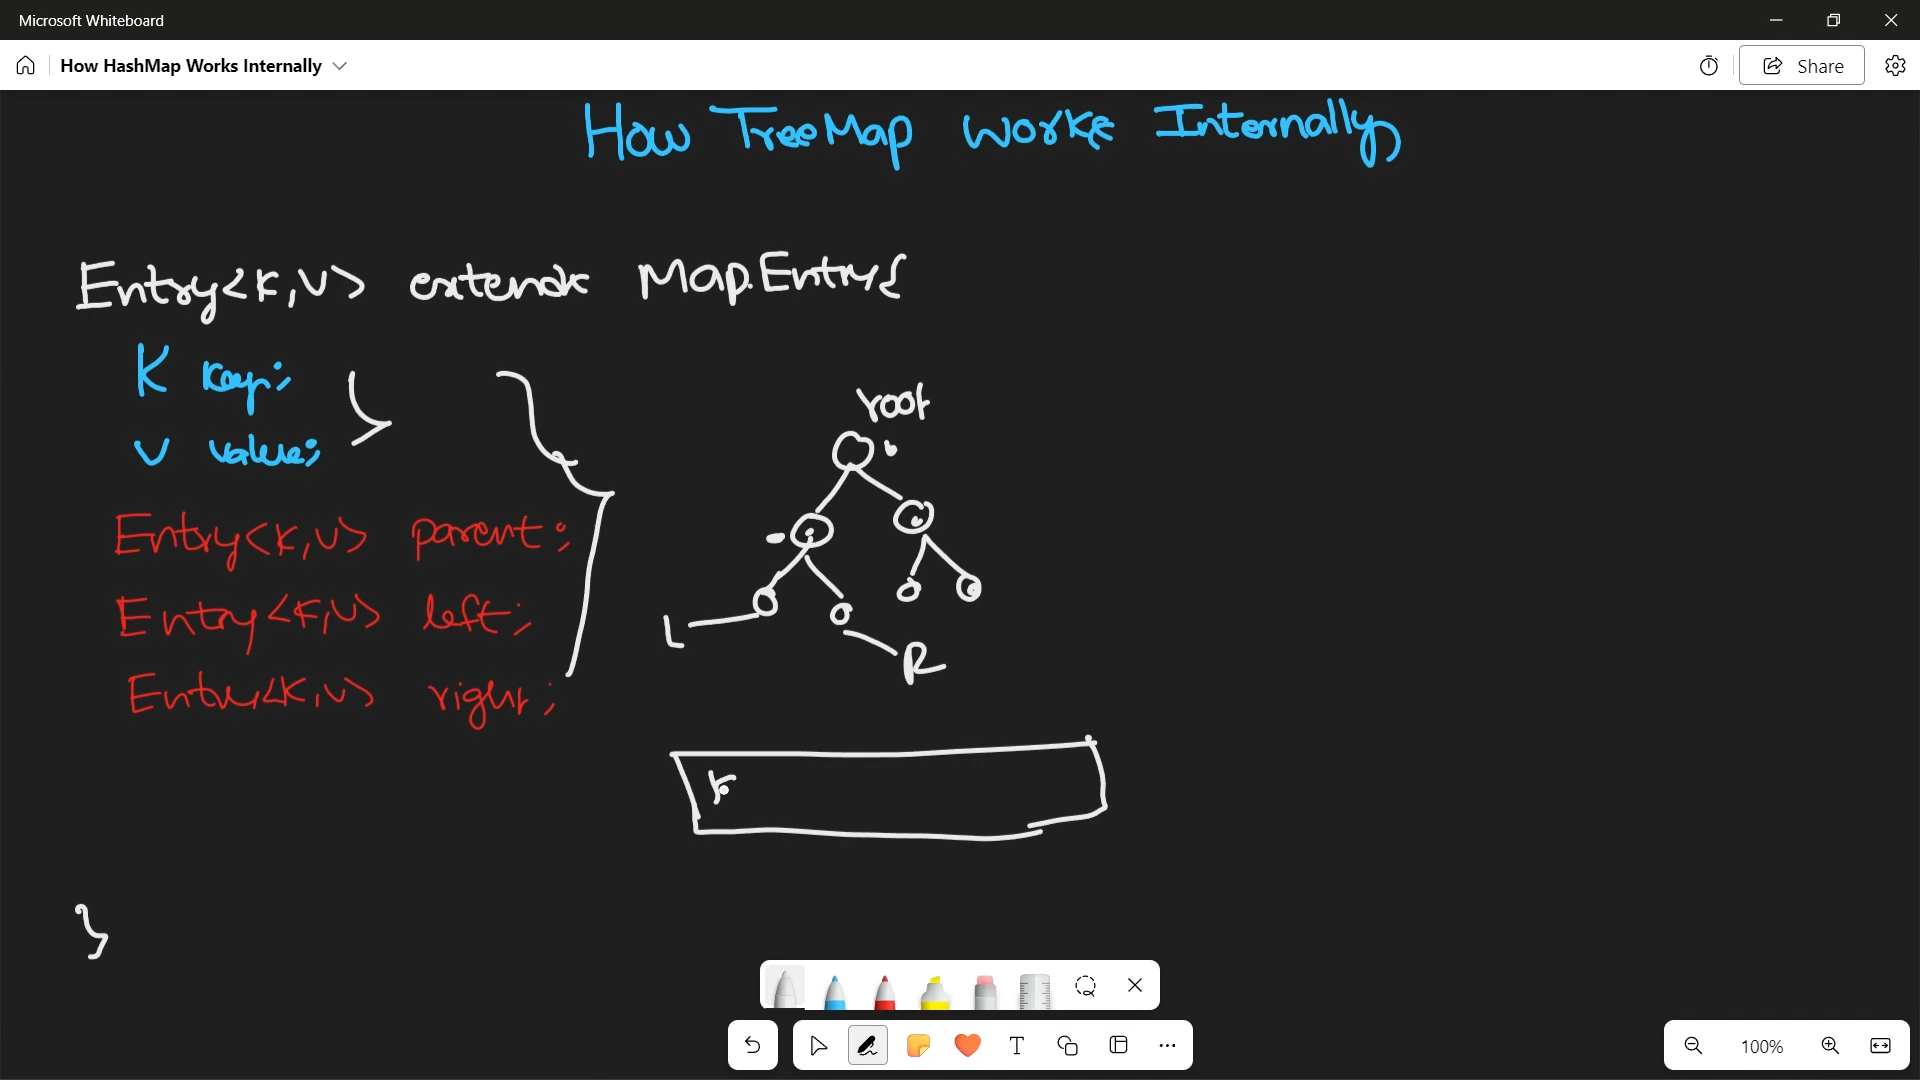 Microsoft Whiteboard
How HashMap Works Internally
Share
How TreeMap Works Internally
Entry<K,V> extends Map.Entry{
K key;
V value;
Entry<K,V> parent;
Entry<K,V> left;
Entry<K,V> right;
root
L
R
K
}
100%